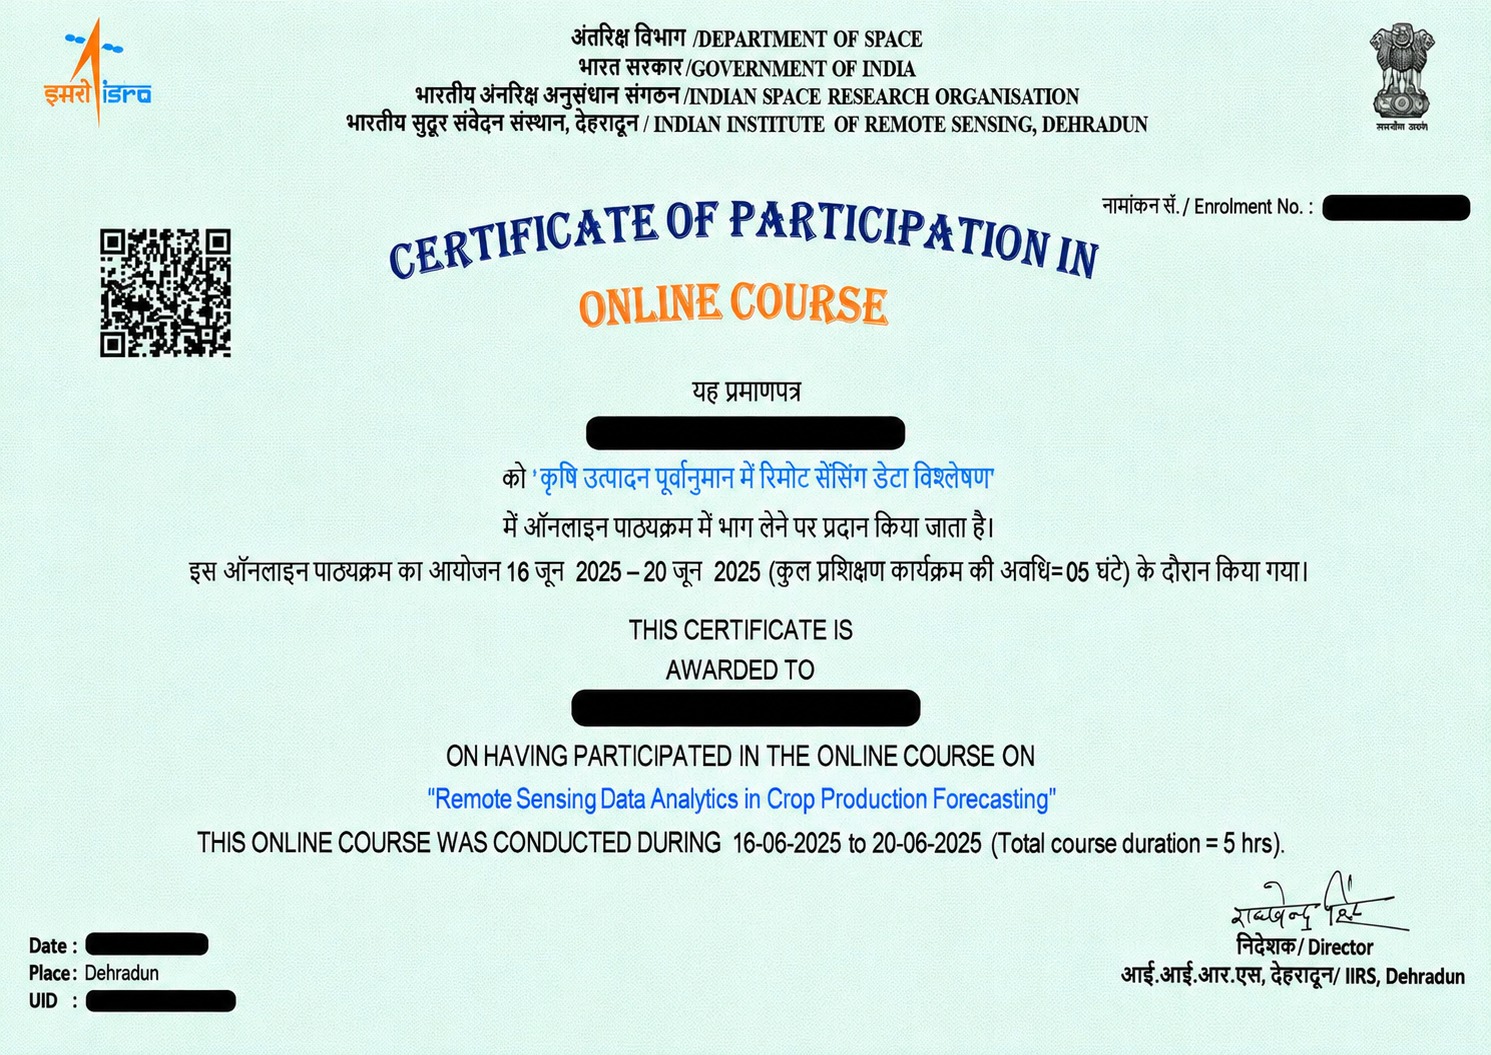 इसरो isro
अंतरिक्ष विभाग /DEPARTMENT OF SPACE
भारत सरकार /GOVERNMENT OF INDIA
भारतीय अंनरिक्ष अनुसंधान संगठन /INDIAN SPACE RESEARCH ORGANISATION
भारतीय सुदूर संवेदन संस्थान, देहरादून / INDIAN INSTITUTE OF REMOTE SENSING, DEHRADUN
नामांकन सॅ. / Enrolment No. :
CERTIFICATE OF PARTICIPATION IN
ONLINE COURSE
यह प्रमाणपत्र
को 'कृषि उत्पादन पूर्वानुमान में रिमोट सेंसिंग डेटा विश्लेषण'
में ऑनलाइन पाठयक्रम में भाग लेने पर प्रदान किया जाता है।
इस ऑनलाइन पाठयक्रम का आयोजन 16 जून 2025 – 20 जून 2025 (कुल प्रशिक्षण कार्यक्रम की अवधि= 05 घंटे) के दौरान किया गया।
THIS CERTIFICATE IS
AWARDED TO
ON HAVING PARTICIPATED IN THE ONLINE COURSE ON
“Remote Sensing Data Analytics in Crop Production Forecasting”
THIS ONLINE COURSE WAS CONDUCTED DURING 16-06-2025 to 20-06-2025 (Total course duration = 5 hrs).
निदेशक/ Director
आई.आई.आर.एस, देहरादून/ IIRS, Dehradun
Date :
Place : Dehradun
UID :